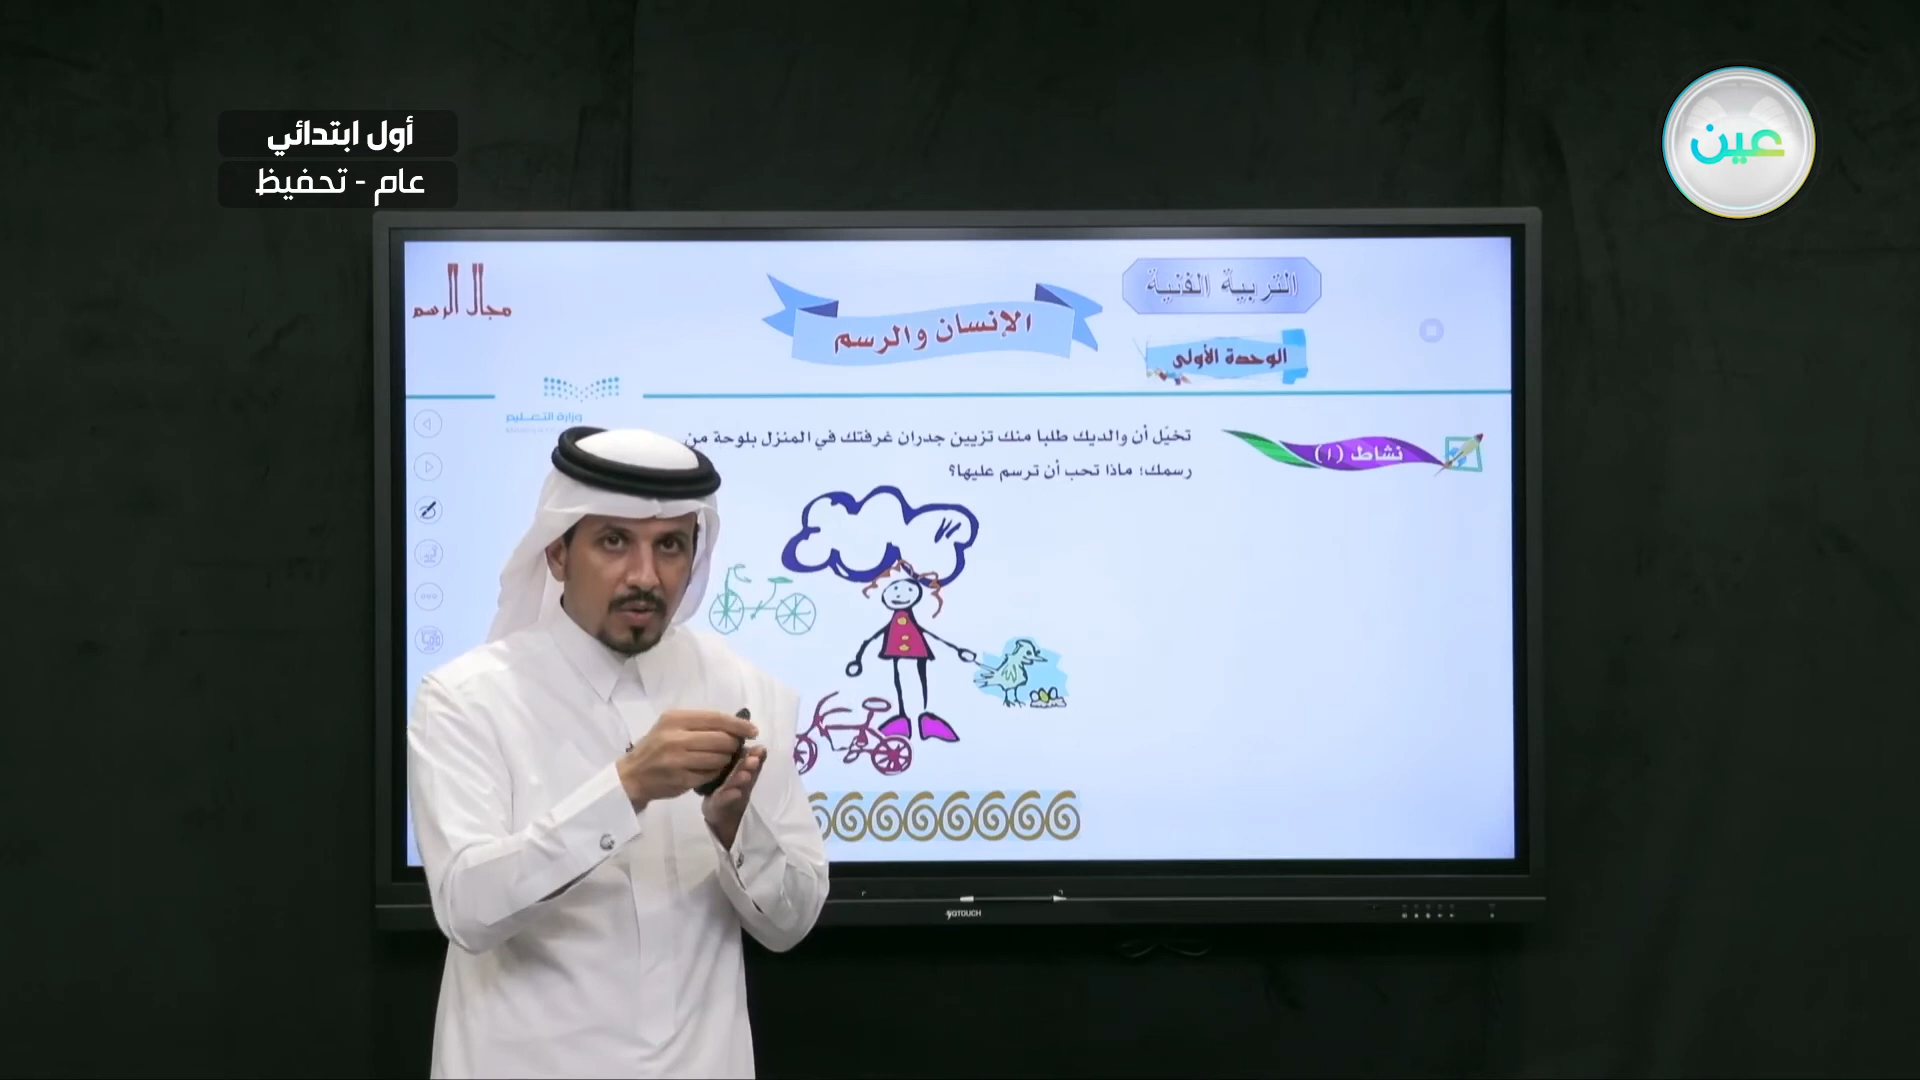 أول ابتدائي
عام - تحفيظ
عين
التربية الفنية
مجال الرسم
الإنسان والرسم
الوحدة الأولى
وزارة التعليم
نشاط (١)
تخيّل أن والديك طلبا منك تزيين جدران غرفتك في المنزل بلوحة من
رسمك؛ ماذا تحب أن ترسم عليها؟